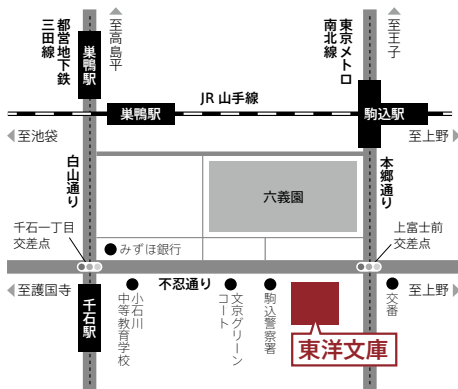 都営地下鉄
三田線
至高島平
巣鴨駅
東京メトロ
南北線
至王子
JR 山手線
巣鴨駅
駒込駅
至池袋
至上野
白山通り
本郷通り
六義園
千石一丁目
交差点
上富士前
交差点
みずほ銀行
至護国寺
不忍通り
至上野
千石駅
小石川
中等教育学校
文京グリーン
コート
駒込警察署
交番
東洋文庫